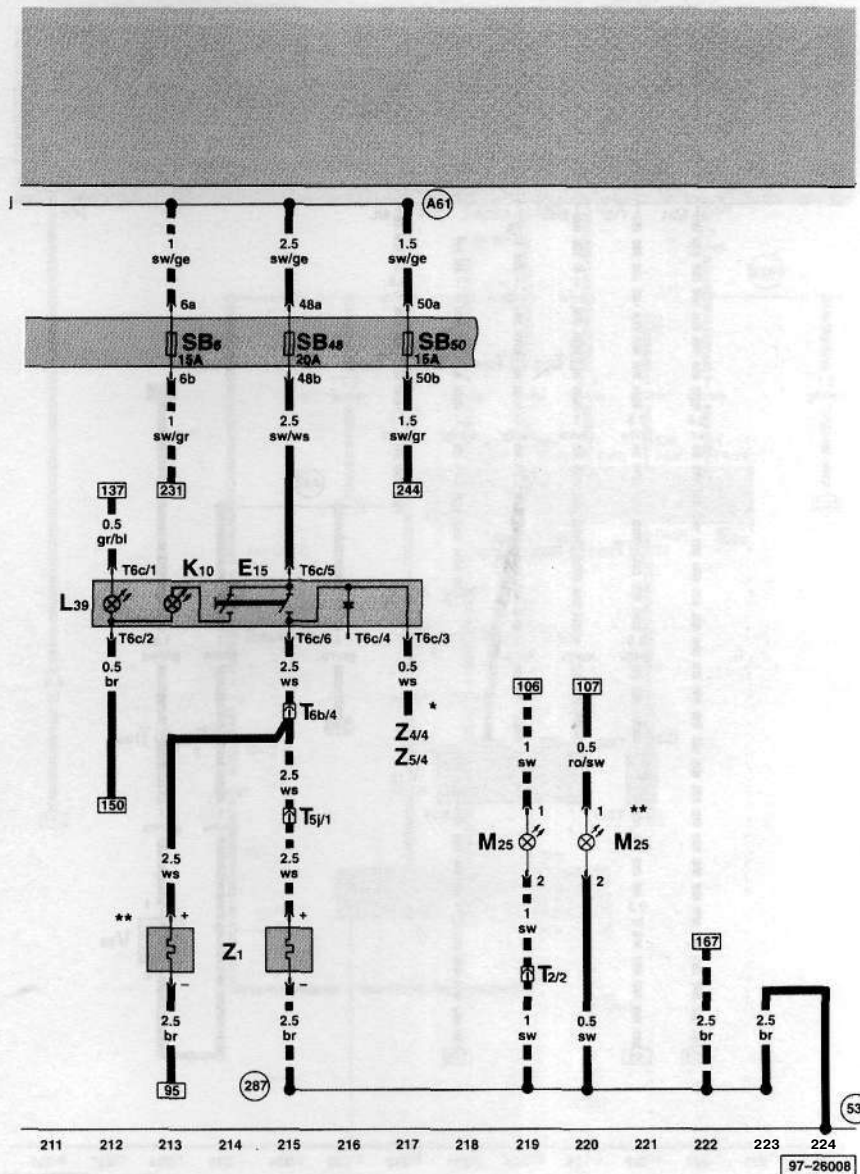 A61
1 2.5 1.5
sw/ge sw/ge sw/ge
6a 48a 50a
SB6 SB48 SB50
15A 20A 15A
6b 48b 50b
1 2.5 1.5
sw/gr sw/ws sw/gr
137 231 244
0.5
gr/bl
T6c/1 K10 E15 T6c/5
L39
T6c/2 T6c/6 T6c/4 T6c/3
0.5 2.5 0.5
br ws ws
T6b/4 *
Z4/4
Z5/4
106 107
1 0.5
sw ro/sw
2.5
ws
150
T5j/1
1 1 **
M25 M25
2.5 2.5
ws ws
2 2
** + +
Z1
1
sw
167
T2/2
- -
2.5 2.5 1 0.5 2.5 2.5
br br sw sw br br
95 287
53
211 212 213 214 215 216 217 218 219 220 221 222 223 224
97-26008